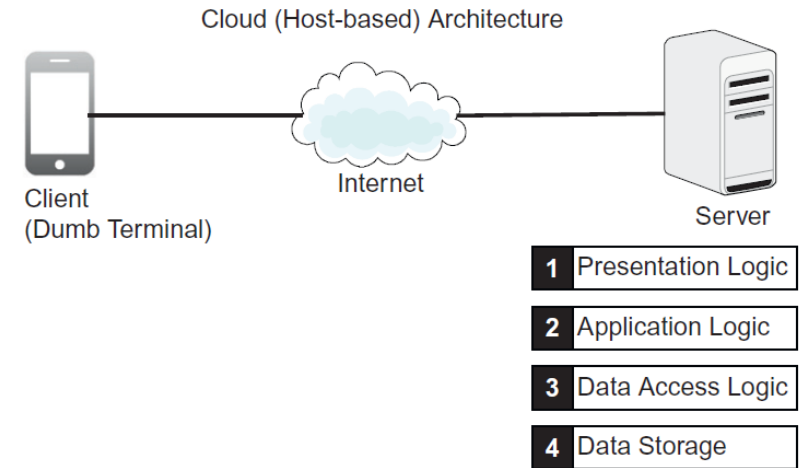 Cloud (Host-based) Architecture
Client
(Dumb Terminal)
Internet
Server
1 Presentation Logic
2 Application Logic
3 Data Access Logic
4 Data Storage